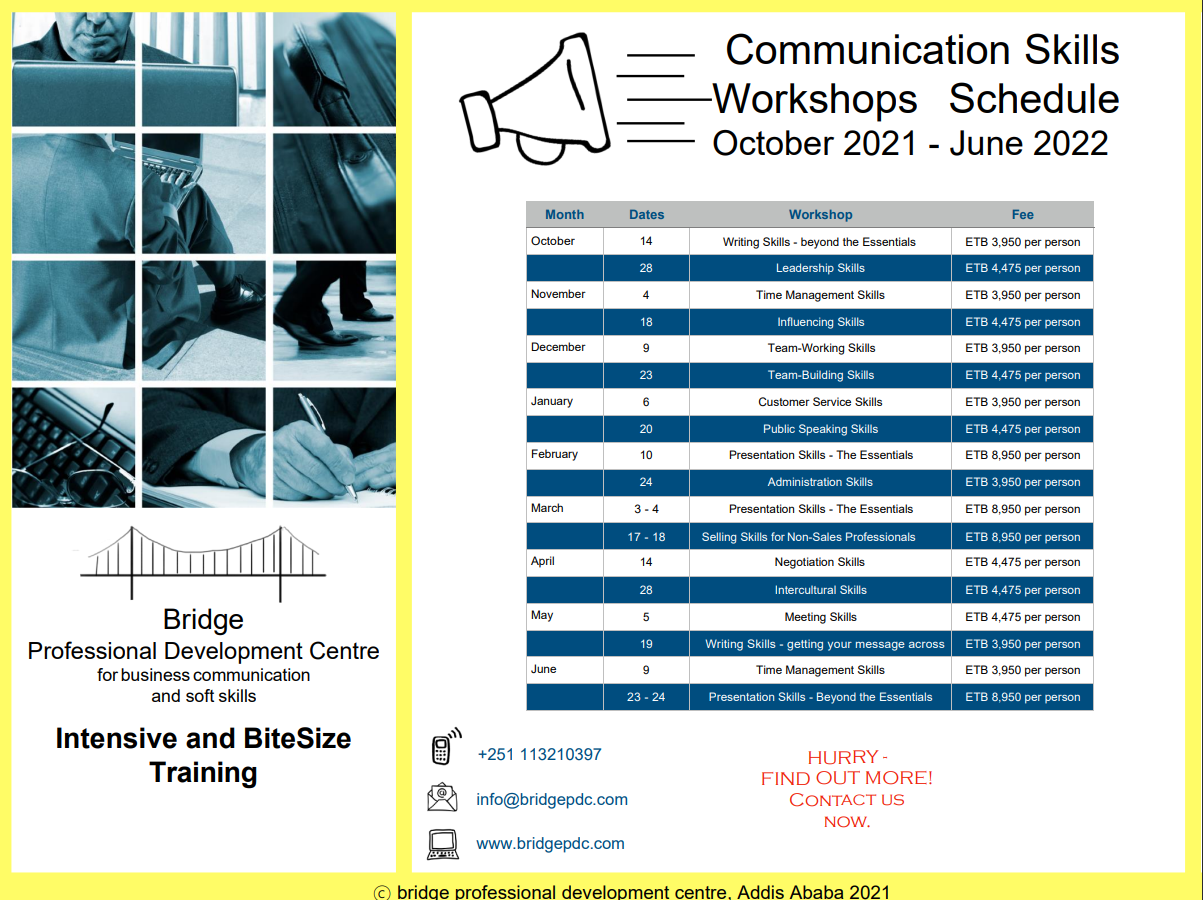 Communication Skills
Workshops Schedule
October 2021 - June 2022
Month Dates Workshop Fee
October 14 Writing Skills - beyond the Essentials ETB 3,950 per person
28 Leadership Skills ETB 4,475 per person
November 4 Time Management Skills ETB 3,950 per person
18 Influencing Skills ETB 4,475 per person
December 9 Team-Working Skills ETB 3,950 per person
23 Team-Building Skills ETB 4,475 per person
January 6 Customer Service Skills ETB 3,950 per person
20 Public Speaking Skills ETB 4,475 per person
February 10 Presentation Skills - The Essentials ETB 8,950 per person
24 Administration Skills ETB 3,950 per person
March 3 - 4 Presentation Skills - The Essentials ETB 8,950 per person
17 - 18 Selling Skills for Non-Sales Professionals ETB 8,950 per person
April 14 Negotiation Skills ETB 4,475 per person
28 Intercultural Skills ETB 4,475 per person
May 5 Meeting Skills ETB 4,475 per person
19 Writing Skills - getting your message across ETB 3,950 per person
June 9 Time Management Skills ETB 3,950 per person
23 - 24 Presentation Skills - Beyond the Essentials ETB 8,950 per person
Bridge
Professional Development Centre
for business communication
and soft skills
Intensive and BiteSize
Training
+251 113210397
info@bridgepdc.com
www.bridgepdc.com
HURRY -
FIND OUT MORE!
CONTACT US
NOW.
© bridge professional development centre, Addis Ababa 2021